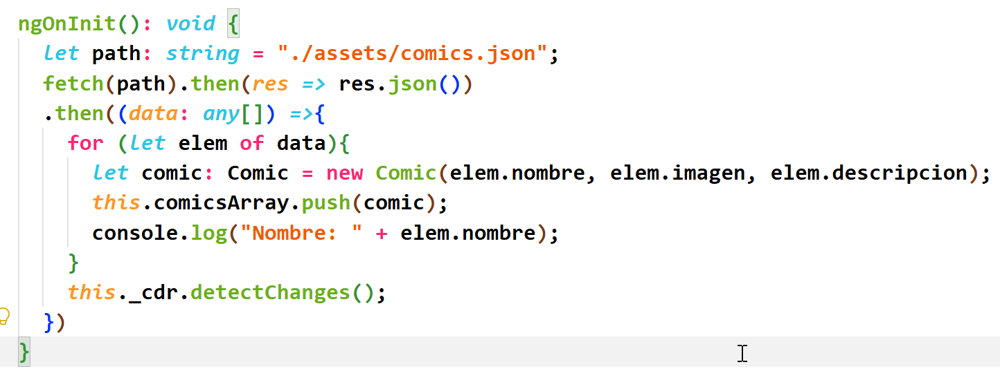 ngOnInit(): void {
let path: string = "./assets/comics.json";
fetch(path).then(res => res.json())
.then((data: any[]) =>{
for (let elem of data){
let comic: Comic = new Comic(elem.nombre, elem.imagen, elem.descripcion);
this.comicsArray.push(comic);
console.log("Nombre: " + elem.nombre);
}
this._cdr.detectChanges();
})
}